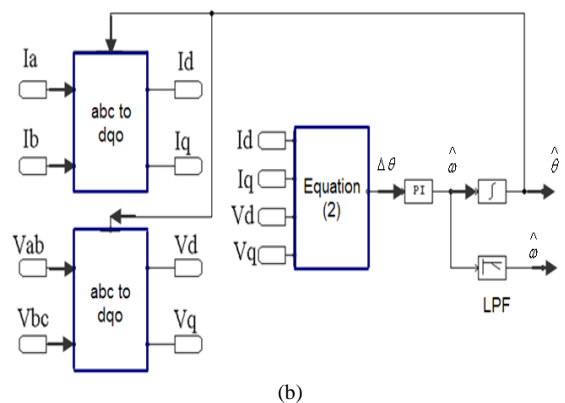 Ia
Id
abc to
dqo
Ib
Iq
Vab
Vd
abc to
dqo
Vbc
Vq
Id
Iq
Vd
Vq
Equation
(2)
Δθ
PI
ω̂
∫
θ̂
ω̂
LPF
(b)